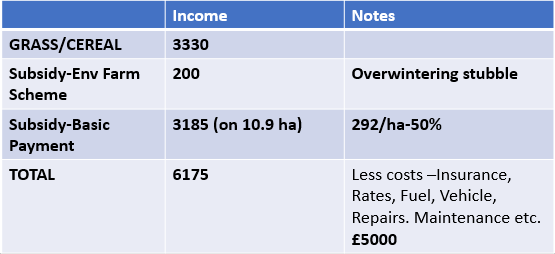 Income Notes
GRASS/CEREAL 3330
Subsidy-Env Farm 200 Overwintering stubble
Scheme
Subsidy-Basic 3185 (on 10.9 ha) 292/ha-50%
Payment
TOTAL 6175 Less costs –Insurance,
Rates, Fuel, Vehicle,
Repairs. Maintenance etc.
£5000